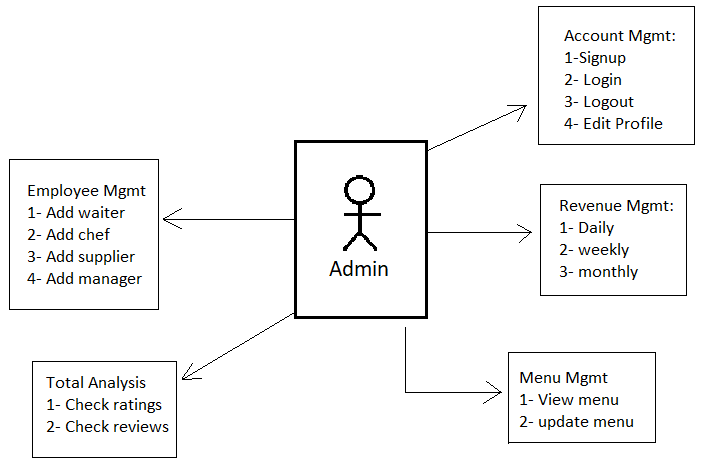 Account Mgmt:
1-Signup
2- Login
3- Logout
4- Edit Profile
Employee Mgmt
1- Add waiter
2- Add chef
3- Add supplier
4- Add manager
Admin
Revenue Mgmt:
1- Daily
2- weekly
3- monthly
Total Analysis
1- Check ratings
2- Check reviews
Menu Mgmt
1- View menu
2- update menu